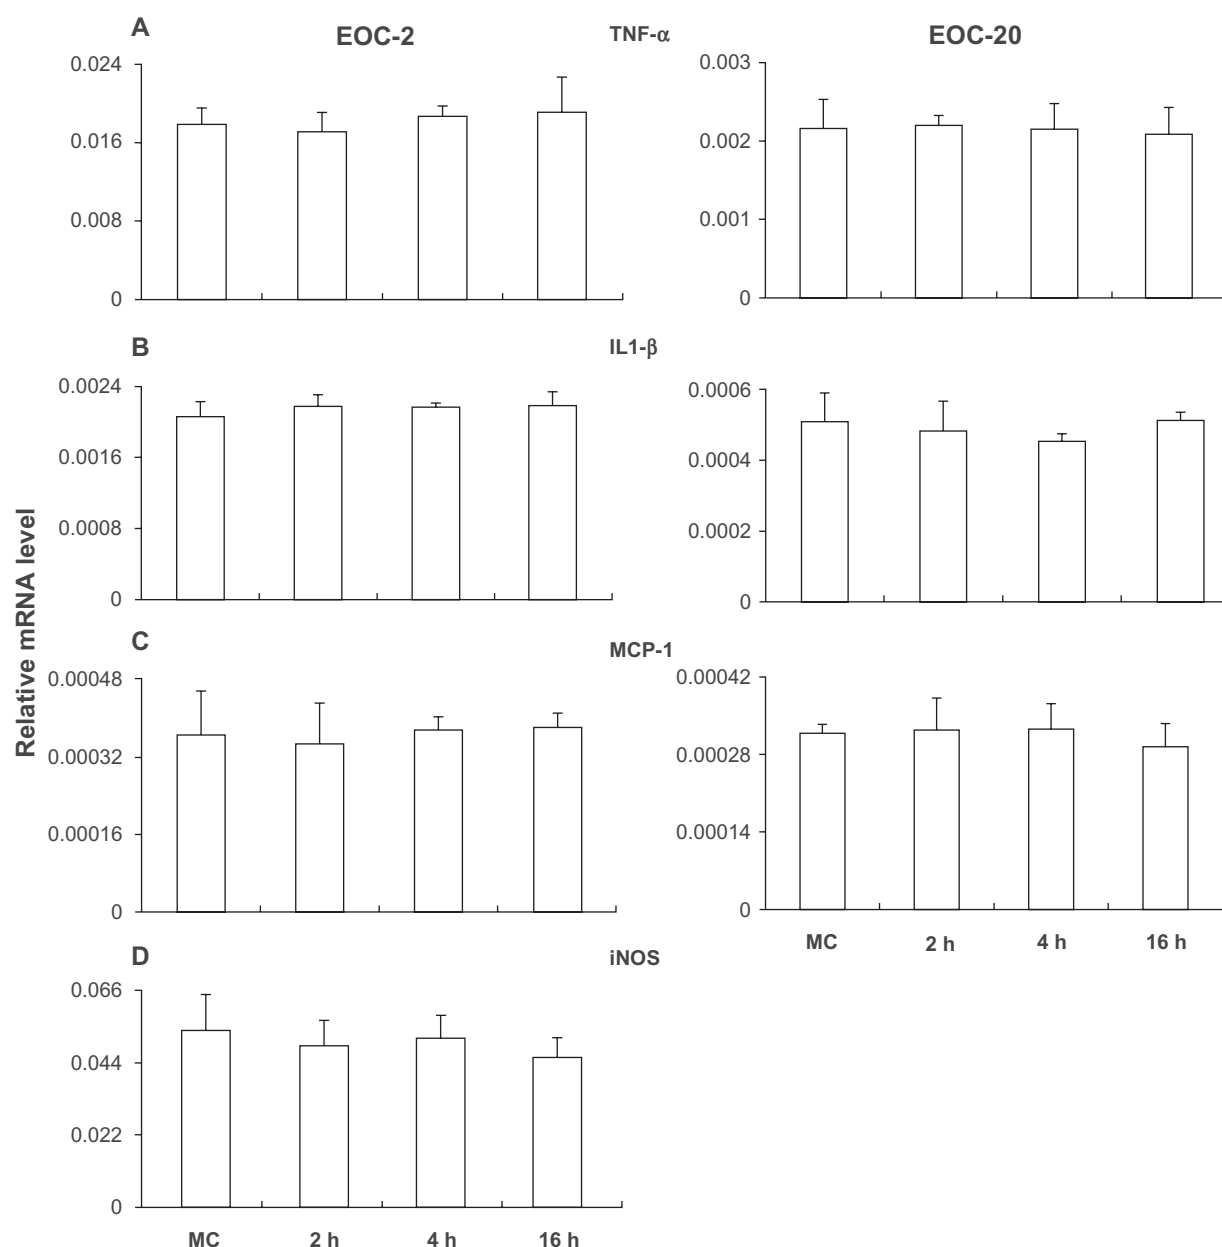 A
EOC-2
TNF-α
EOC-20
0.024
0.016
0.008
0
0.003
0.002
0.001
0
B
IL1-β
0.0024
0.0016
0.0008
0
0.0006
0.0004
0.0002
0
Relative mRNA level
C
MCP-1
0.00048
0.00032
0.00016
0
0.00042
0.00028
0.00014
0
MC 2 h 4 h 16 h
D
iNOS
0.066
0.044
0.022
0
MC 2 h 4 h 16 h